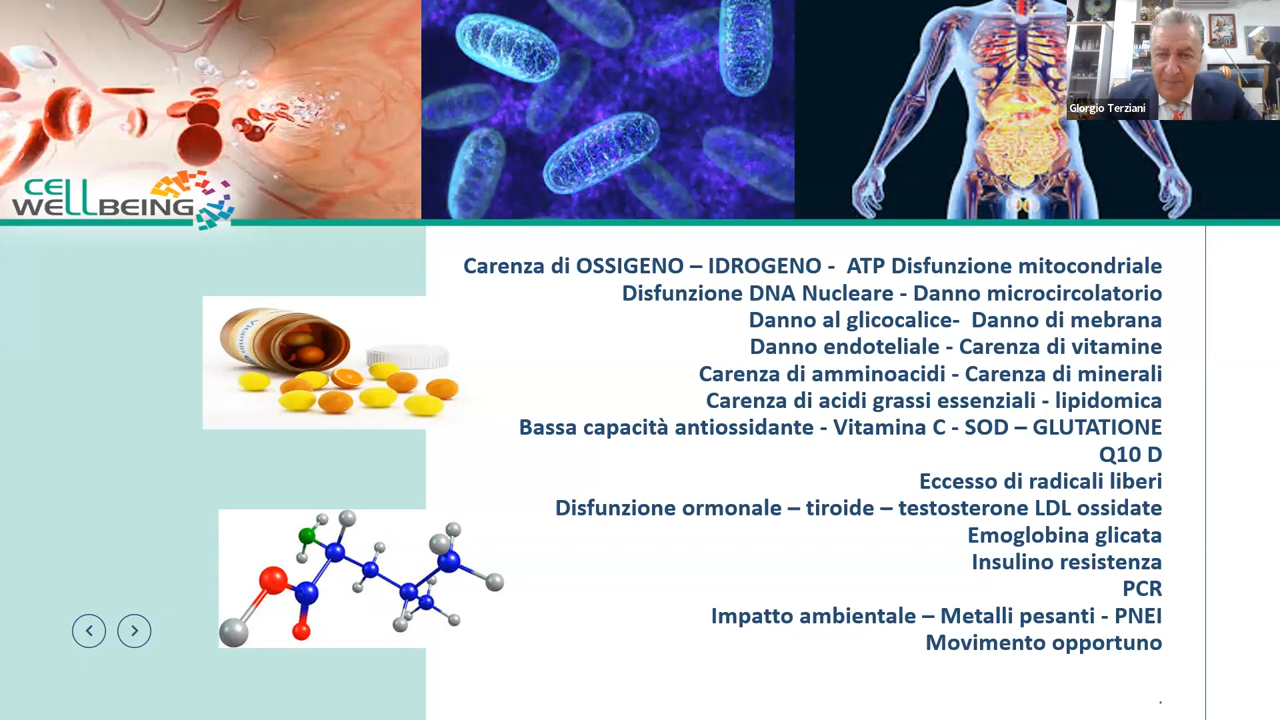 Giorgio Terziani
CELL
WELLBEING
Carenza di OSSIGENO – IDROGENO - ATP Disfunzione mitocondriale
Disfunzione DNA Nucleare - Danno microcircolatorio
Danno al glicocalice- Danno di mebrana
Danno endoteliale - Carenza di vitamine
Carenza di amminoacidi - Carenza di minerali
Carenza di acidi grassi essenziali - lipidomica
Bassa capacità antiossidante - Vitamina C - SOD – GLUTATIONE
Q10 D
Eccesso di radicali liberi
Disfunzione ormonale – tiroide – testosterone LDL ossidate
Emoglobina glicata
Insulino resistenza
PCR
Impatto ambientale – Metalli pesanti - PNEI
Movimento opportuno
.